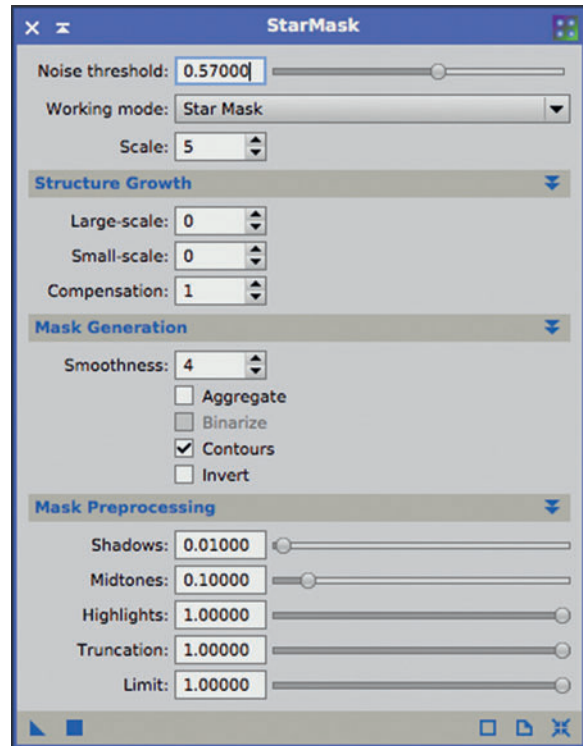 StarMask
Noise threshold: 0.57000
Working mode: Star Mask
Scale: 5
Structure Growth
Large-scale: 0
Small-scale: 0
Compensation: 1
Mask Generation
Smoothness: 4
Aggregate
Binarize
Contours
Invert
Mask Preprocessing
Shadows: 0.01000
Midtones: 0.10000
Highlights: 1.00000
Truncation: 1.00000
Limit: 1.00000